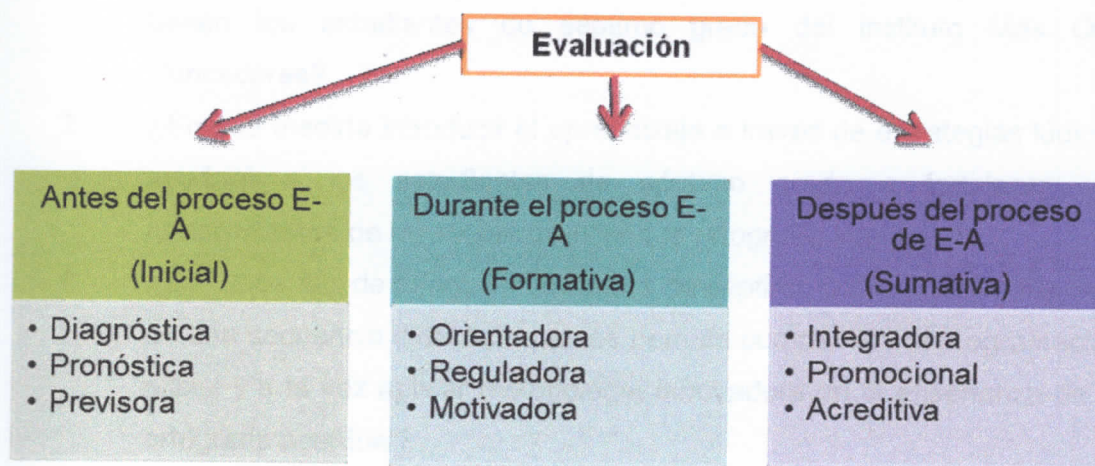 Evaluación
Antes del proceso E-
A
(Inicial)
• Diagnóstica
• Pronóstica
• Previsora
Durante el proceso E-
A
(Formativa)
• Orientadora
• Reguladora
• Motivadora
Después del proceso
de E-A
(Sumativa)
• Integradora
• Promocional
• Acreditiva